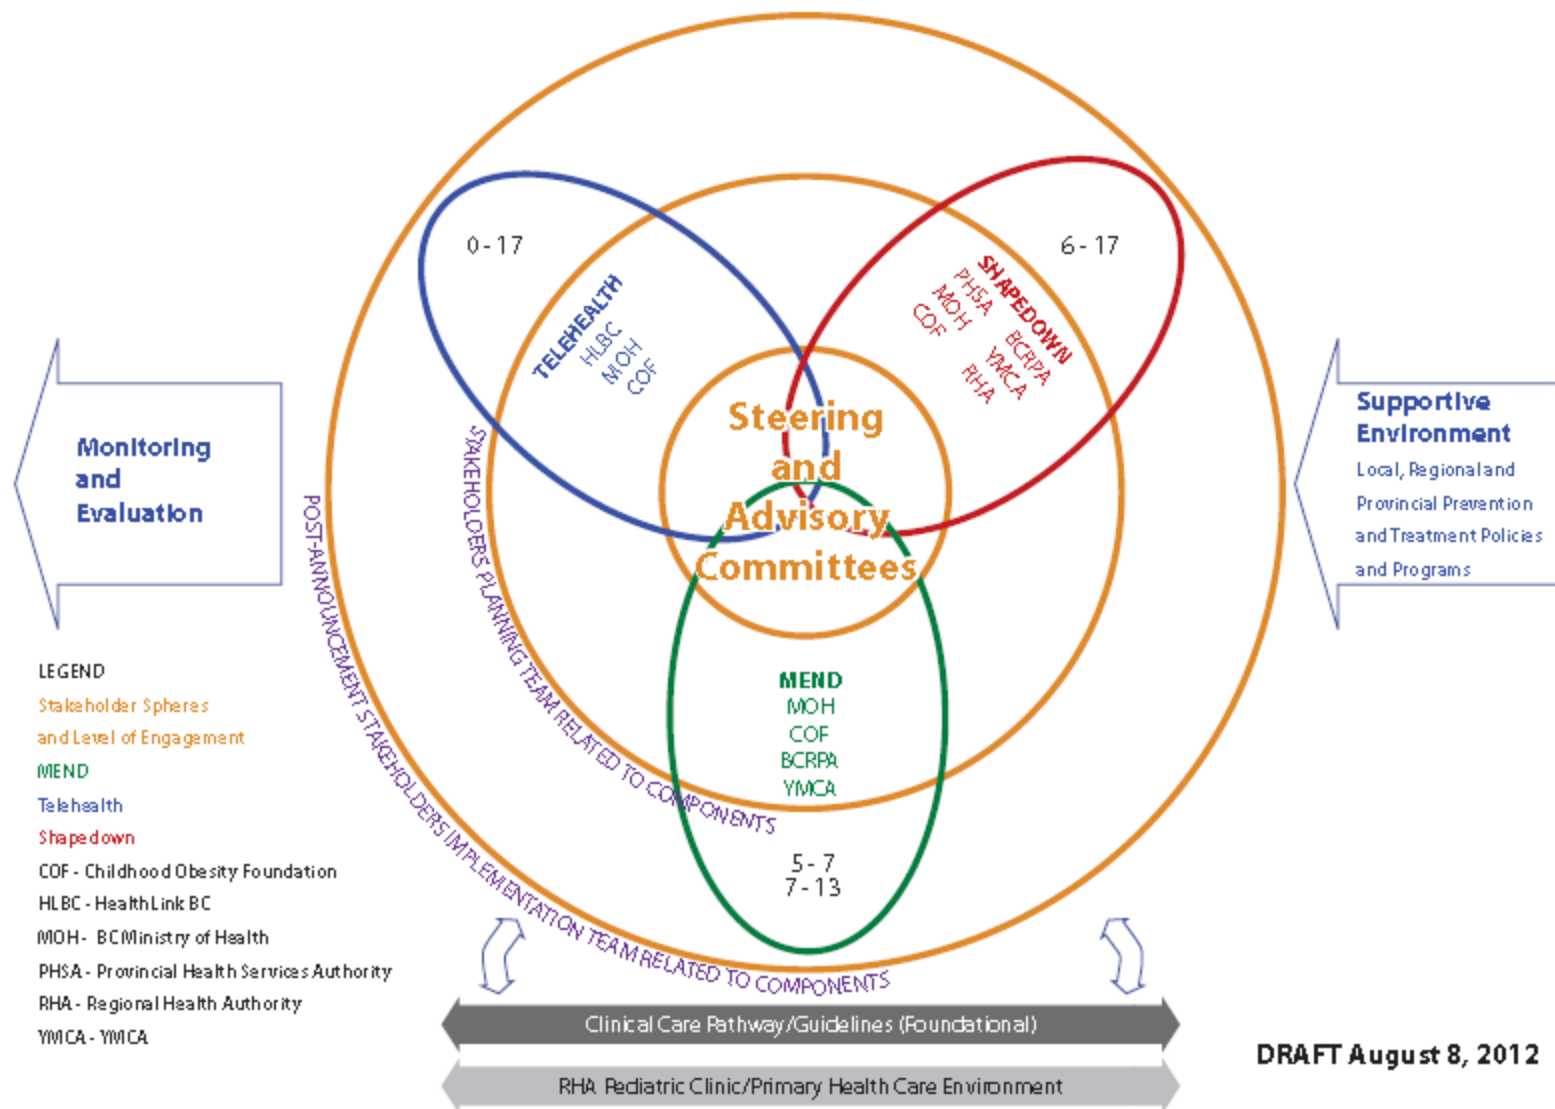 0 - 17
6 - 17
TELEHEALTH
HLBC
MOH
COF
SHAPEDOWN
PHSA
BCRPA
MOH
YMCA
COF
RHA
Steering
and
Advisory
Committees
Monitoring
and
Evaluation
Supportive
Environment
Local, Regional and
Provincial Prevention
and Treatment Policies
and Programs
STAKEHOLDERS PLANNING TEAM RELATED TO COMPONENTS
POST-ANNOUNCEMENT STAKEHOLDERS IMPLEMENTATION TEAM RELATED TO COMPONENTS
MEND
MOH
COF
BCRPA
YMCA
5 - 7
7 - 13
LEGEND
Stakeholder Spheres
and Level of Engagement
MEND
Telehealth
Shapedown
COF - Childhood Obesity Foundation
HLBC - HealthLink BC
MOH - BC Ministry of Health
PHSA - Provincial Health Services Authority
RHA - Regional Health Authority
YMCA - YMCA
Clinical Care Pathway/Guidelines (Foundational)
RHA Pediatric Clinic/Primary Health Care Environment
DRAFT August 8, 2012